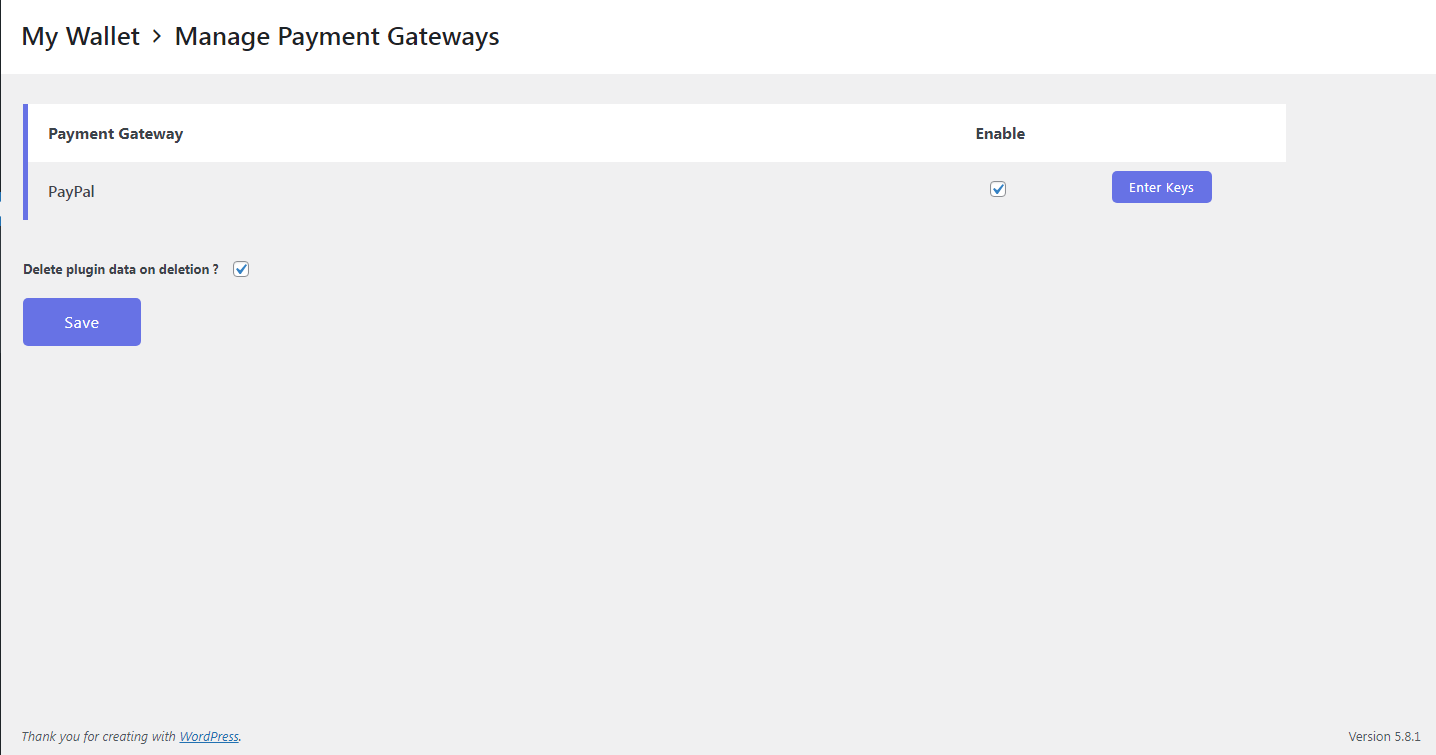 My Wallet > Manage Payment Gateways
Payment Gateway Enable
PayPal Enter Keys
Delete plugin data on deletion ?
Save
Thank you for creating with WordPress. Version 5.8.1